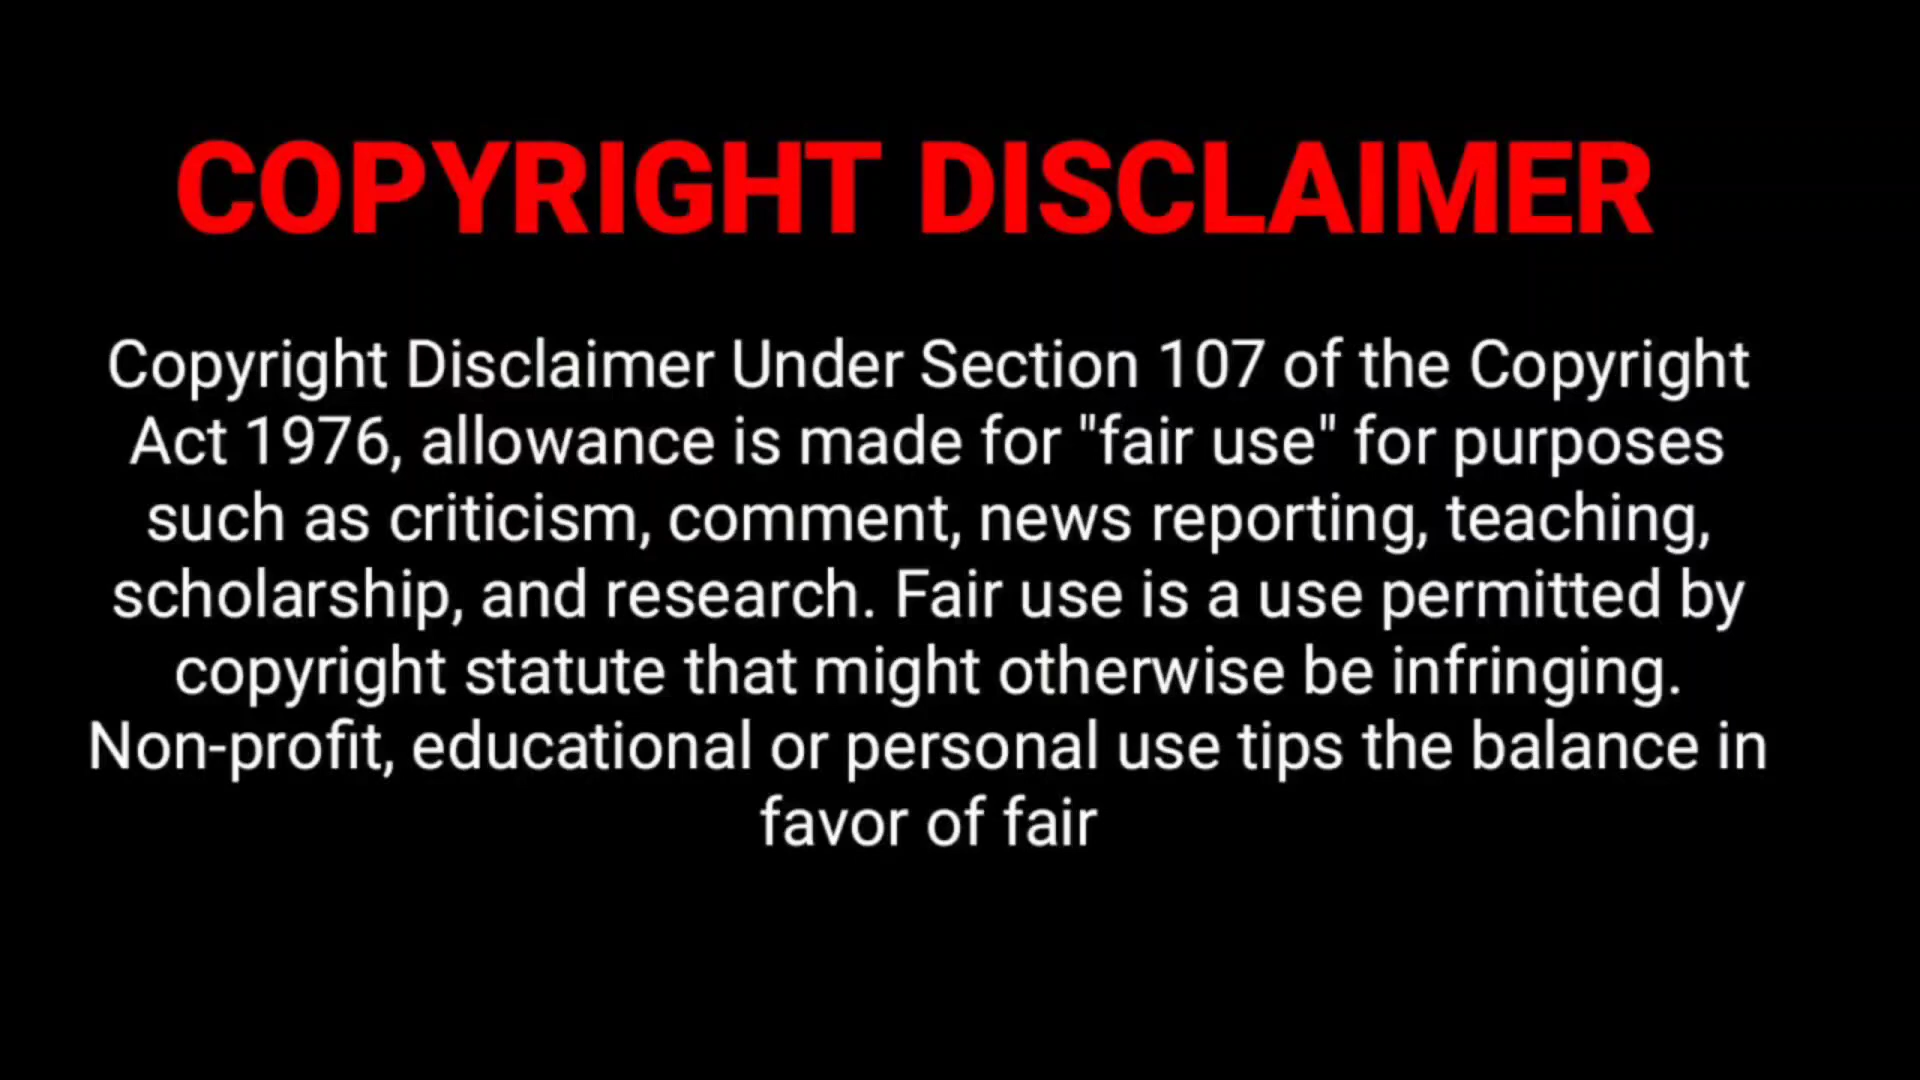 COPYRIGHT DISCLAIMER
Copyright Disclaimer Under Section 107 of the Copyright
Act 1976, allowance is made for "fair use" for purposes
such as criticism, comment, news reporting, teaching,
scholarship, and research. Fair use is a use permitted by
copyright statute that might otherwise be infringing.
Non-profit, educational or personal use tips the balance in
favor of fair